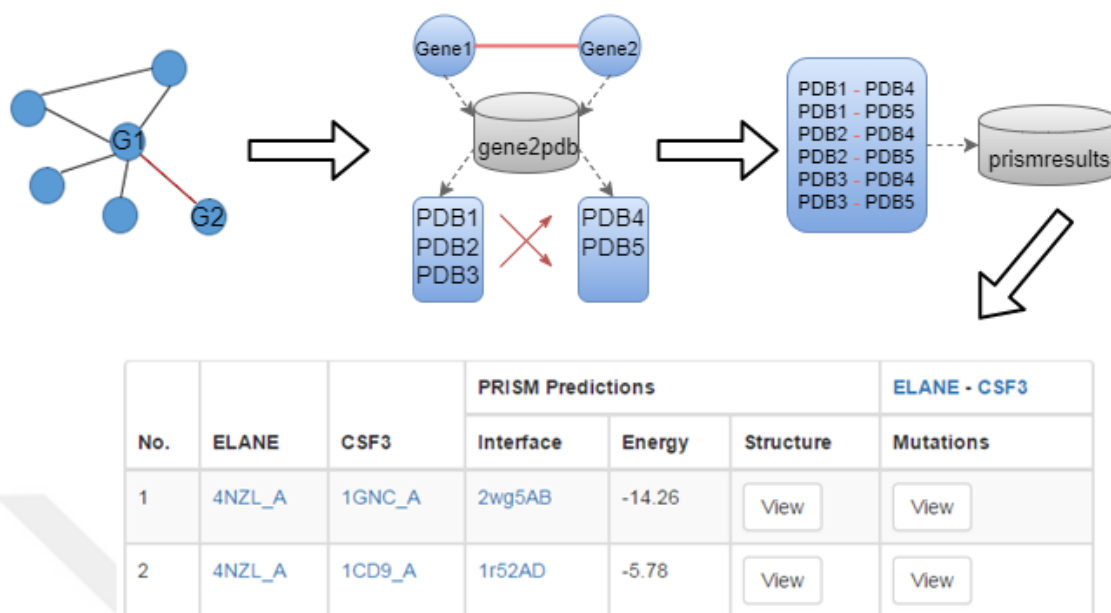 G1
G2
Gene1
Gene2
gene2pdb
PDB1
PDB2
PDB3
PDB4
PDB5
PDB1 - PDB4
PDB1 - PDB5
PDB2 - PDB4
PDB2 - PDB5
PDB3 - PDB4
PDB3 - PDB5
prismresults
PRISM Predictions ELANE - CSF3
No. ELANE CSF3 Interface Energy Structure Mutations
1 4NZL_A 1GNC_A 2wg5AB -14.26 View View
2 4NZL_A 1CD9_A 1r52AD -5.78 View View